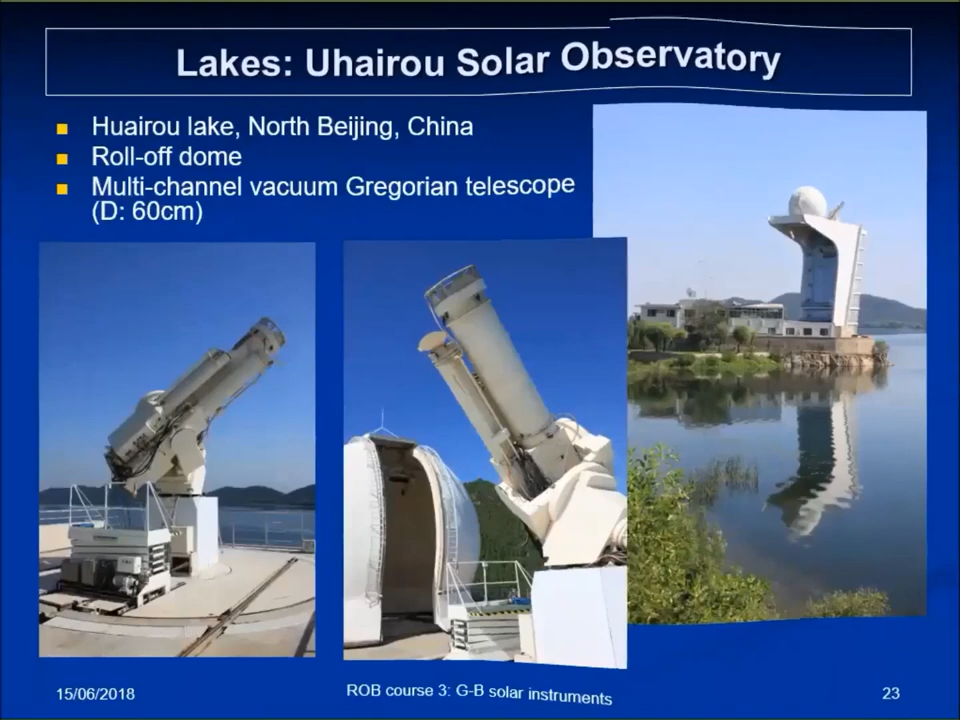 Lakes: Uhairou Solar Observatory
Huairou lake, North Beijing, China
Roll-off dome
Multi-channel vacuum Gregorian telescope
(D: 60cm)
15/06/2018
ROB course 3: G-B solar instruments
23